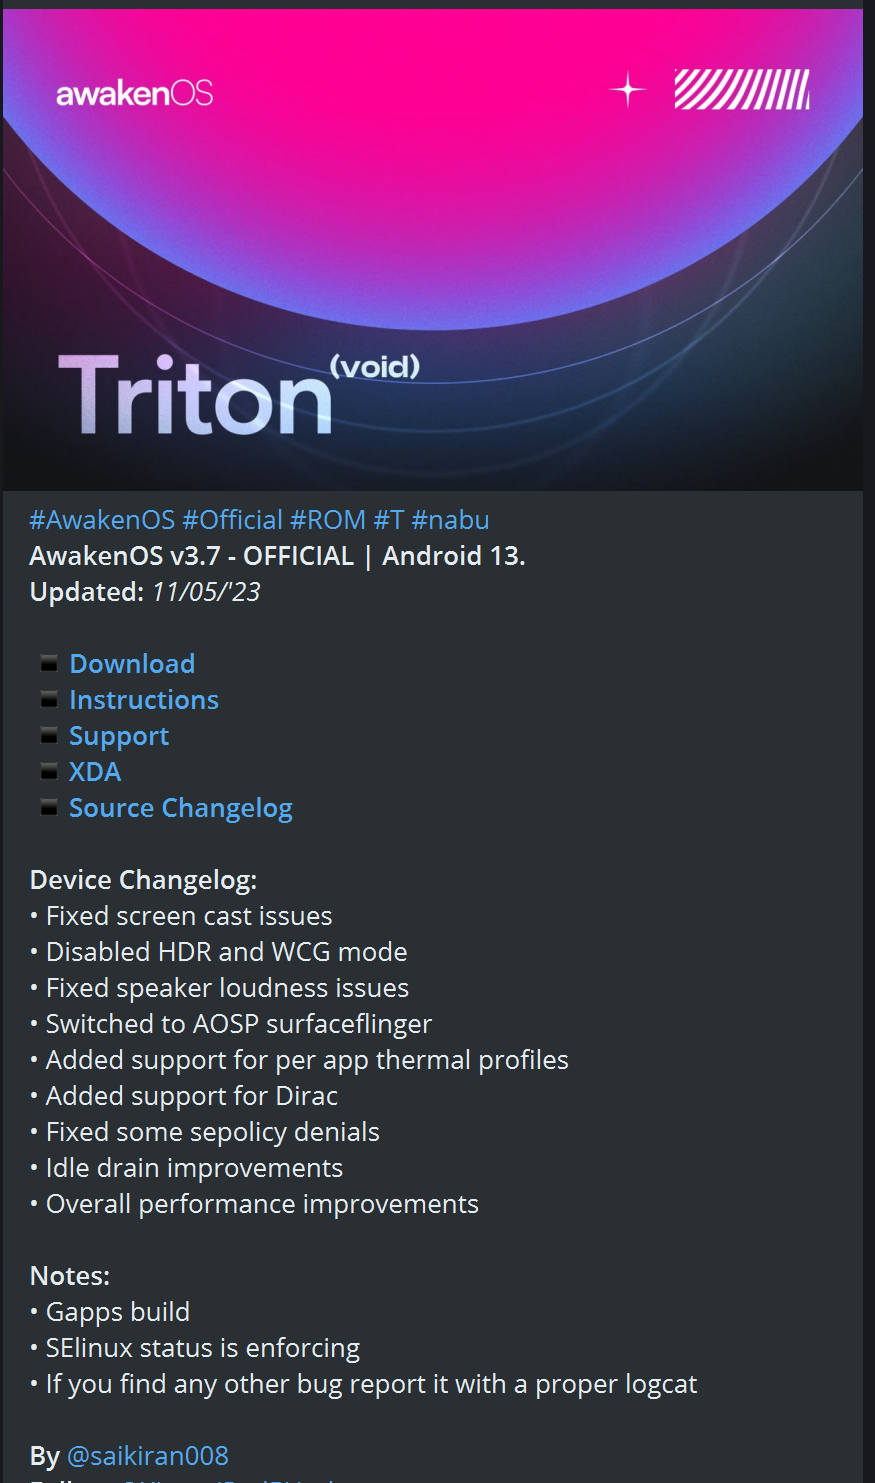 awakenOS
Triton(void)
#AwakenOS #Official #ROM #T #nabu
AwakenOS v3.7 - OFFICIAL | Android 13.
Updated: 11/05/'23
Download
Instructions
Support
XDA
Source Changelog
Device Changelog:
• Fixed screen cast issues
• Disabled HDR and WCG mode
• Fixed speaker loudness issues
• Switched to AOSP surfaceflinger
• Added support for per app thermal profiles
• Added support for Dirac
• Fixed some sepolicy denials
• Idle drain improvements
• Overall performance improvements
Notes:
• Gapps build
• SElinux status is enforcing
• If you find any other bug report it with a proper logcat
By @saikiran008